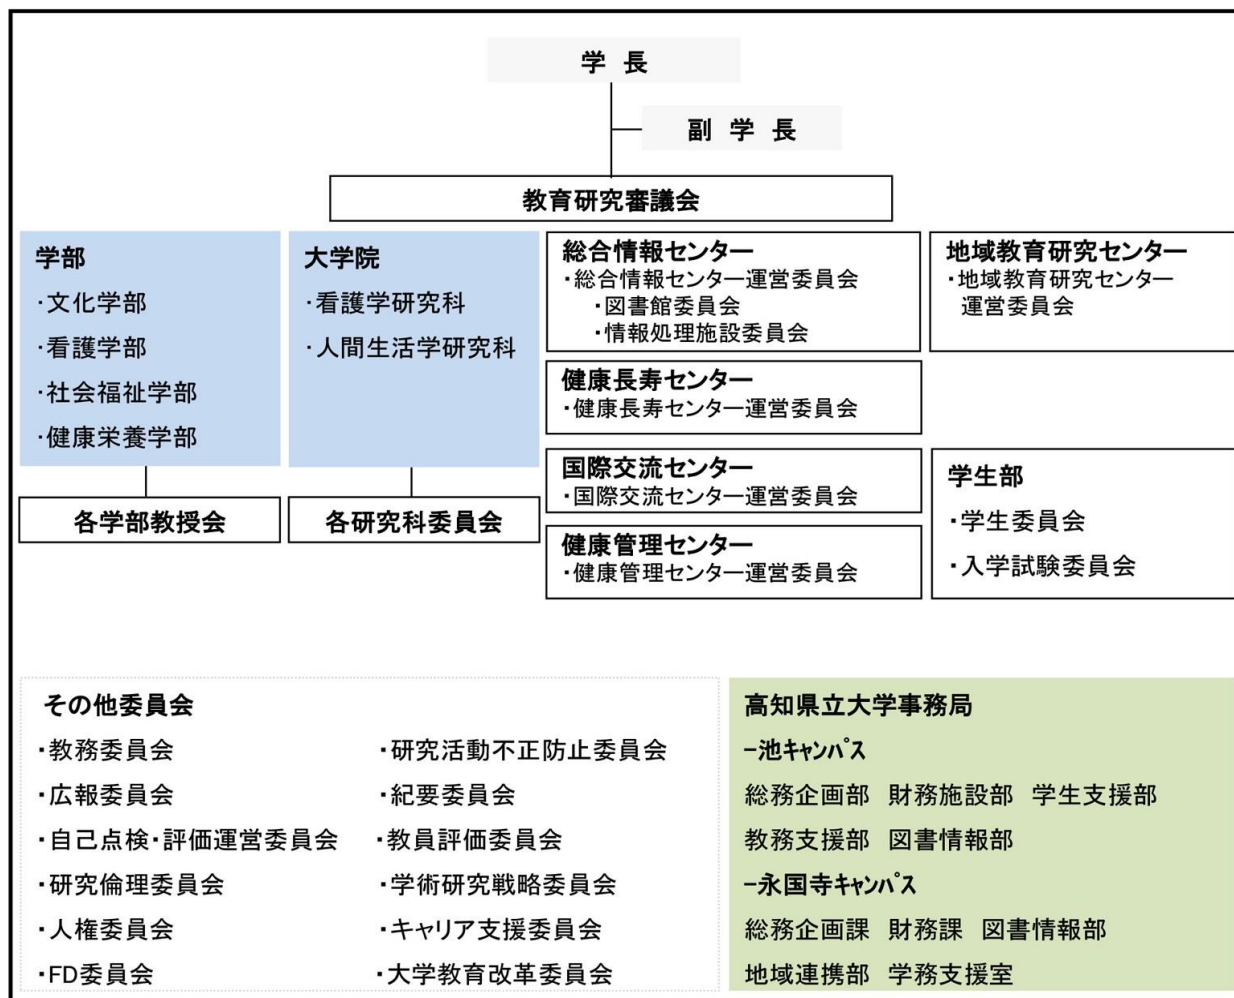 学 長
副 学 長
教育研究審議会
学部
・文化学部
・看護学部
・社会福祉学部
・健康栄養学部
各学部教授会
大学院
・看護学研究科
・人間生活学研究科
各研究科委員会
総合情報センター
・総合情報センター運営委員会
・図書館委員会
・情報処理施設委員会
健康長寿センター
・健康長寿センター運営委員会
国際交流センター
・国際交流センター運営委員会
健康管理センター
・健康管理センター運営委員会
地域教育研究センター
・地域教育研究センター
運営委員会
学生部
・学生委員会
・入学試験委員会
その他委員会
・教務委員会
・広報委員会
・自己点検・評価運営委員会
・研究倫理委員会
・人権委員会
・FD委員会
・研究活動不正防止委員会
・紀要委員会
・教員評価委員会
・学術研究戦略委員会
・キャリア支援委員会
・大学教育改革委員会
高知県立大学事務局
−池キャンパス
総務企画部 財務施設部 学生支援部
教務支援部 図書情報部
−永国寺キャンパス
総務企画課 財務課 図書情報部
地域連携部 学務支援室